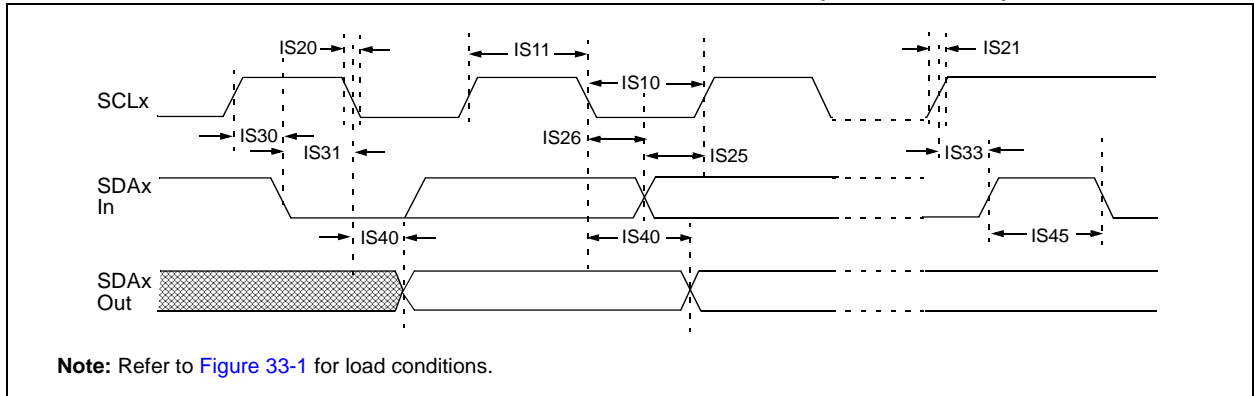 IS20 IS11 IS21
IS10
SCLx
IS30 IS26 IS33
IS31 IS25
SDAx
In
IS40 IS40 IS45
SDAx
Out
Note: Refer to Figure 33-1 for load conditions.